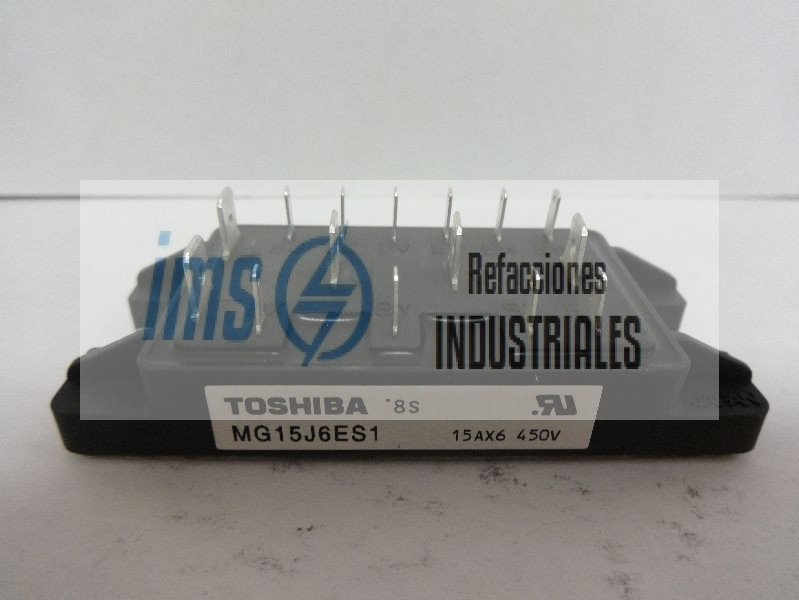 ims
Refacciones
INDUSTRIALES
TOSHIBA '8S
MG15J6ES1 15AX6 450V
JAPAN